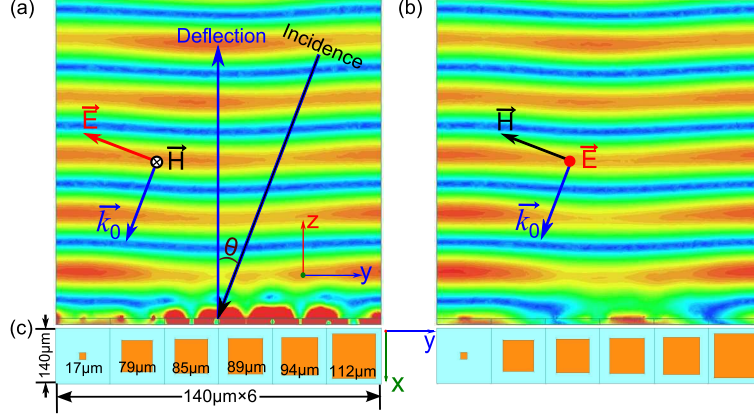 (a)
Deflection
Incidence
E
H
k₀
θ
z
y
(b)
H
E
k₀
(c)
140μm
17μm
79μm
85μm
89μm
94μm
112μm
140μm×6
y
x